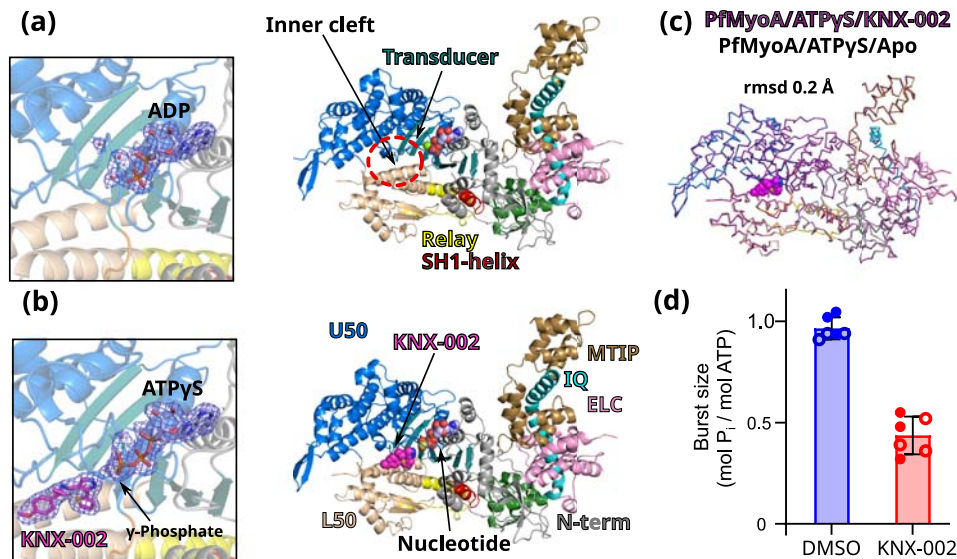 (a)
Inner cleft
Transducer
ADP
Relay
SH1-helix
(b)
U50
KNX-002
MTIP
IQ
ELC
ATPγS
L50
N-term
KNX-002
γ-Phosphate
Nucleotide
(c)
PfMyoA/ATPγS/KNX-002
PfMyoA/ATPγS/Apo
rmsd 0.2 Å
(d)
Burst size
(mol Pi / mol ATP)
1.0
0.5
0
DMSO
KNX-002